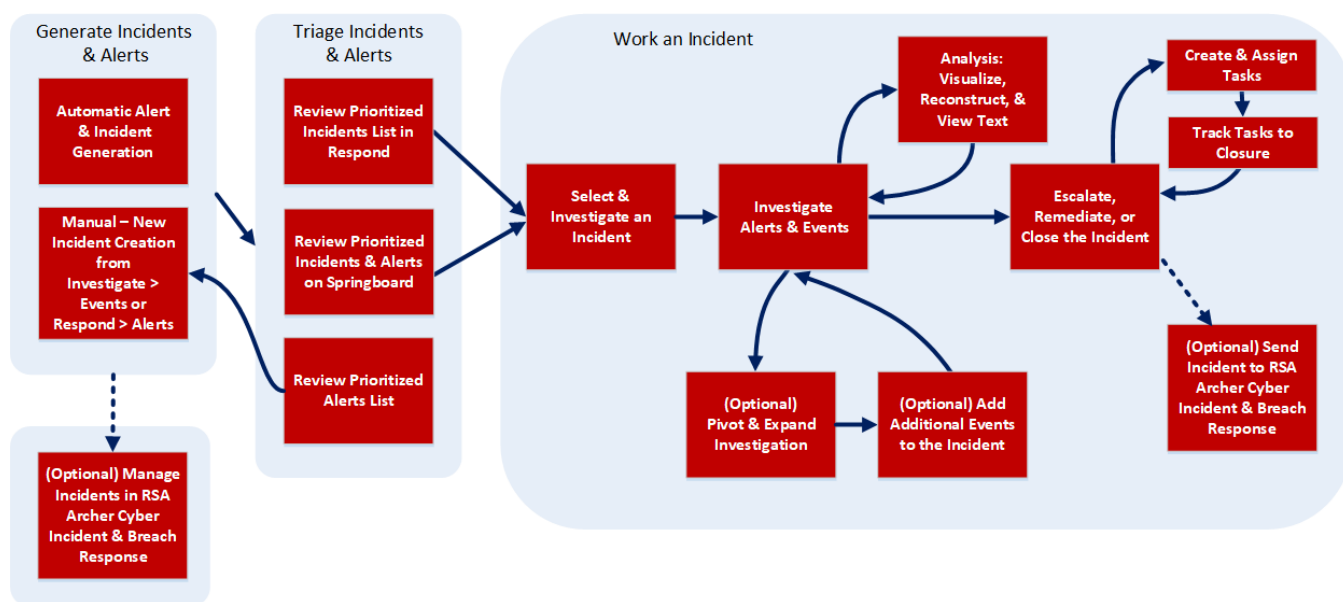 Generate Incidents
& Alerts
Automatic Alert
& Incident
Generation
Manual – New
Incident Creation
from
Investigate >
Events or
Respond > Alerts
(Optional) Manage
Incidents in RSA
Archer Cyber
Incident & Breach
Response
Triage Incidents
& Alerts
Review Prioritized
Incidents List in
Respond
Review Prioritized
Incidents & Alerts
on Springboard
Review Prioritized
Alerts List
Work an Incident
Select &
Investigate an
Incident
Investigate
Alerts & Events
Analysis:
Visualize,
Reconstruct, &
View Text
(Optional)
Pivot & Expand
Investigation
(Optional) Add
Additional Events
to the Incident
Escalate,
Remediate, or
Close the Incident
Create & Assign
Tasks
Track Tasks to
Closure
(Optional) Send
Incident to RSA
Archer Cyber
Incident & Breach
Response